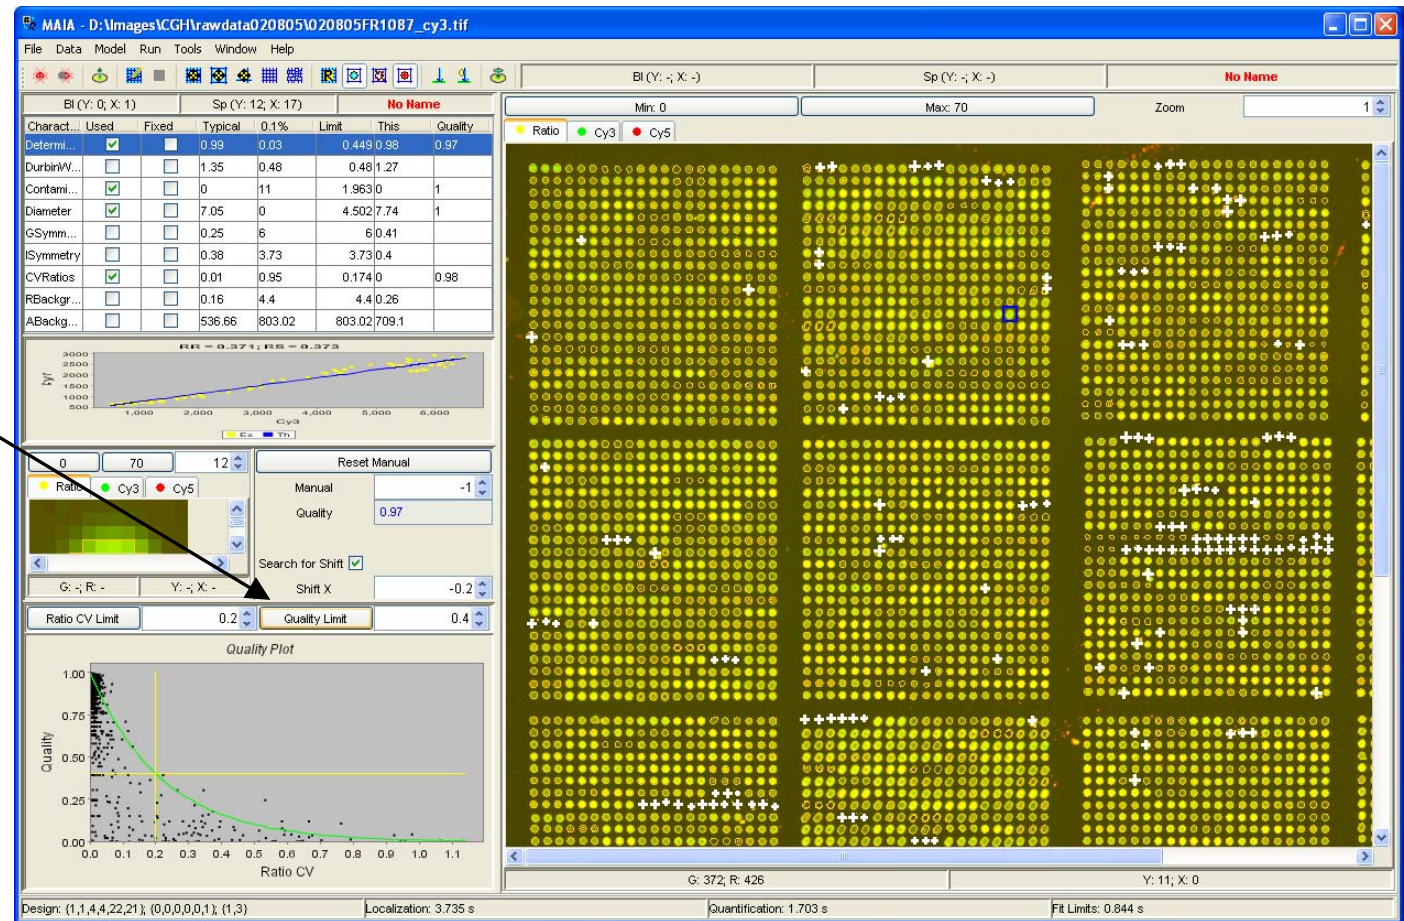 MAIA - D:\Images\CGH\rawdata020805\020805FR1087_cy3.tif
File Data Model Run Tools Window Help
Bl (Y: -; X: -) Sp (Y: -; X: -) No Name
Bl (Y: 0; X: 1) Sp (Y: 12; X: 17) No Name
Charact... Used Fixed Typical 0.1% Limit This Quality
Determi... 0.99 0.03 0.449 0.98 0.97
DurbinW... 1.35 0.48 0.48 1.27
Contami... 0 11 1.963 0 1
Diameter 7.05 0 4.502 7.74 1
GSymm... 0.25 6 6 0.41
ISymmetry 0.38 3.73 3.73 0.4
CVRatios 0.01 0.95 0.174 0 0.98
RBackgr... 0.16 4.4 4.4 0.26
ABackg... 536.66 803.02 803.02 709.1
RR = 0.371; RS = 0.373
3000
2500
2000
1500
1000
500
Cy5
1,000 2,000 3,000 4,000 5,000 6,000
Cy3
Ex Th
0 70 12 Reset Manual
Ratio Cy3 Cy5
Manual -1
Quality 0.97
Search for Shift
Shift X -0.2
G: -; R: - Y: -; X: -
Ratio CV Limit 0.2 Quality Limit 0.4
Quality Plot
1.00
0.75
0.50
0.25
0.00
Quality
0.0 0.1 0.2 0.3 0.4 0.5 0.6 0.7 0.8 0.9 1.0 1.1
Ratio CV
Min: 0 Max: 70 Zoom 1
Ratio Cy3 Cy5
G: 372; R: 426 Y: 11; X: 0
Design: {1,1,4,4,22,21}; {0,0,0,0,0,1}; {1,3} Localization: 3.735 s Quantification: 1.703 s Fit Limits: 0.844 s